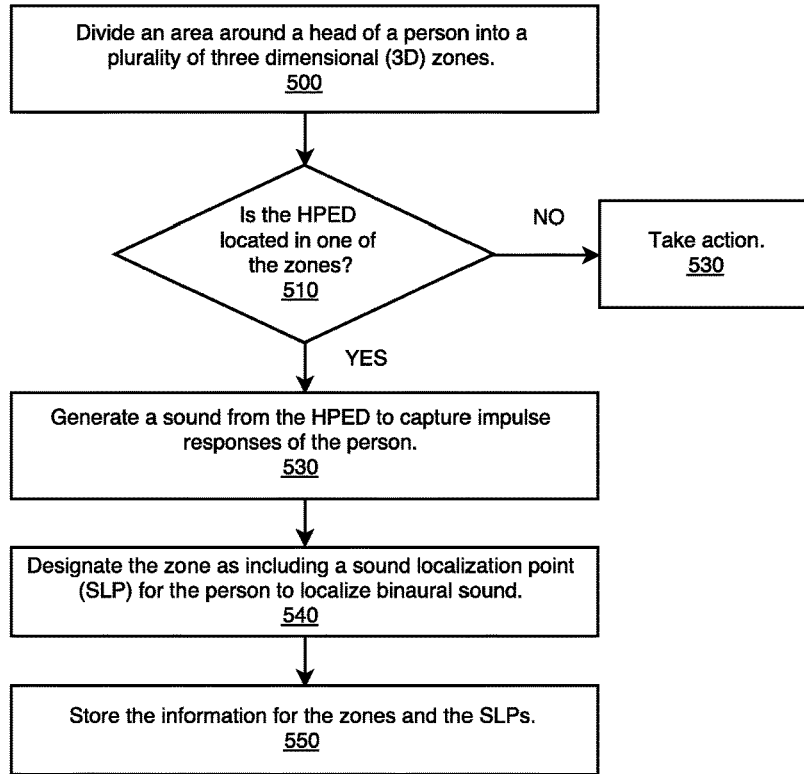 Divide an area around a head of a person into a
plurality of three dimensional (3D) zones.
500
Is the HPED
located in one of
the zones?
510
NO
Take action.
530
YES
Generate a sound from the HPED to capture impulse
responses of the person.
530
Designate the zone as including a sound localization point
(SLP) for the person to localize binaural sound.
540
Store the information for the zones and the SLPs.
550